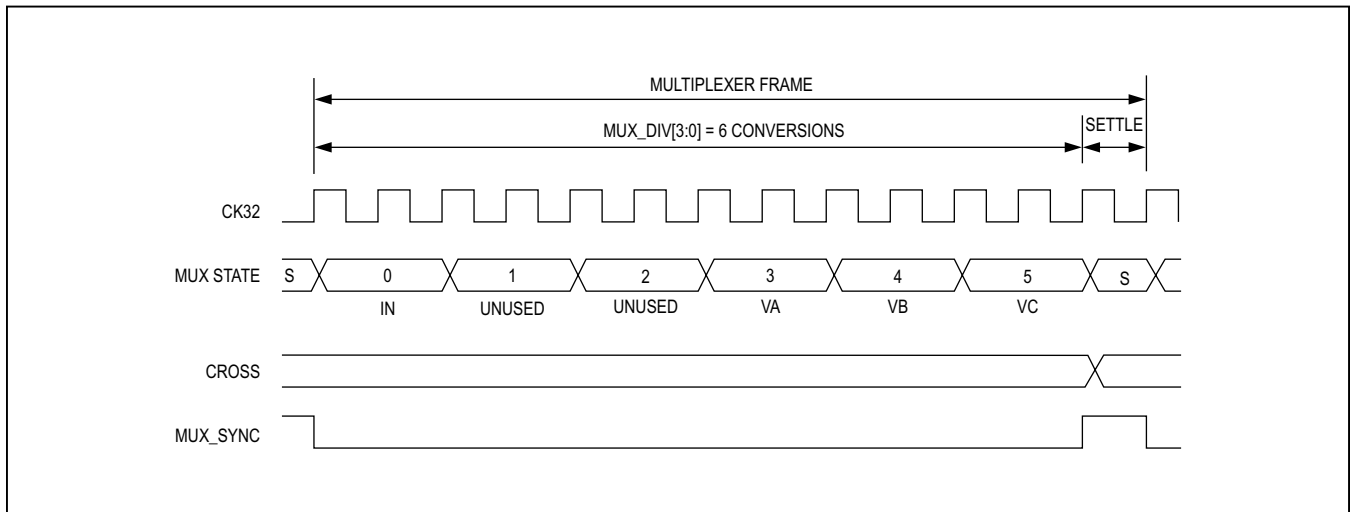 MULTIPLEXER FRAME
MUX_DIV[3:0] = 6 CONVERSIONS
SETTLE
CK32
MUX STATE
S 0 1 2 3 4 5 S
IN UNUSED UNUSED VA VB VC
CROSS
MUX_SYNC